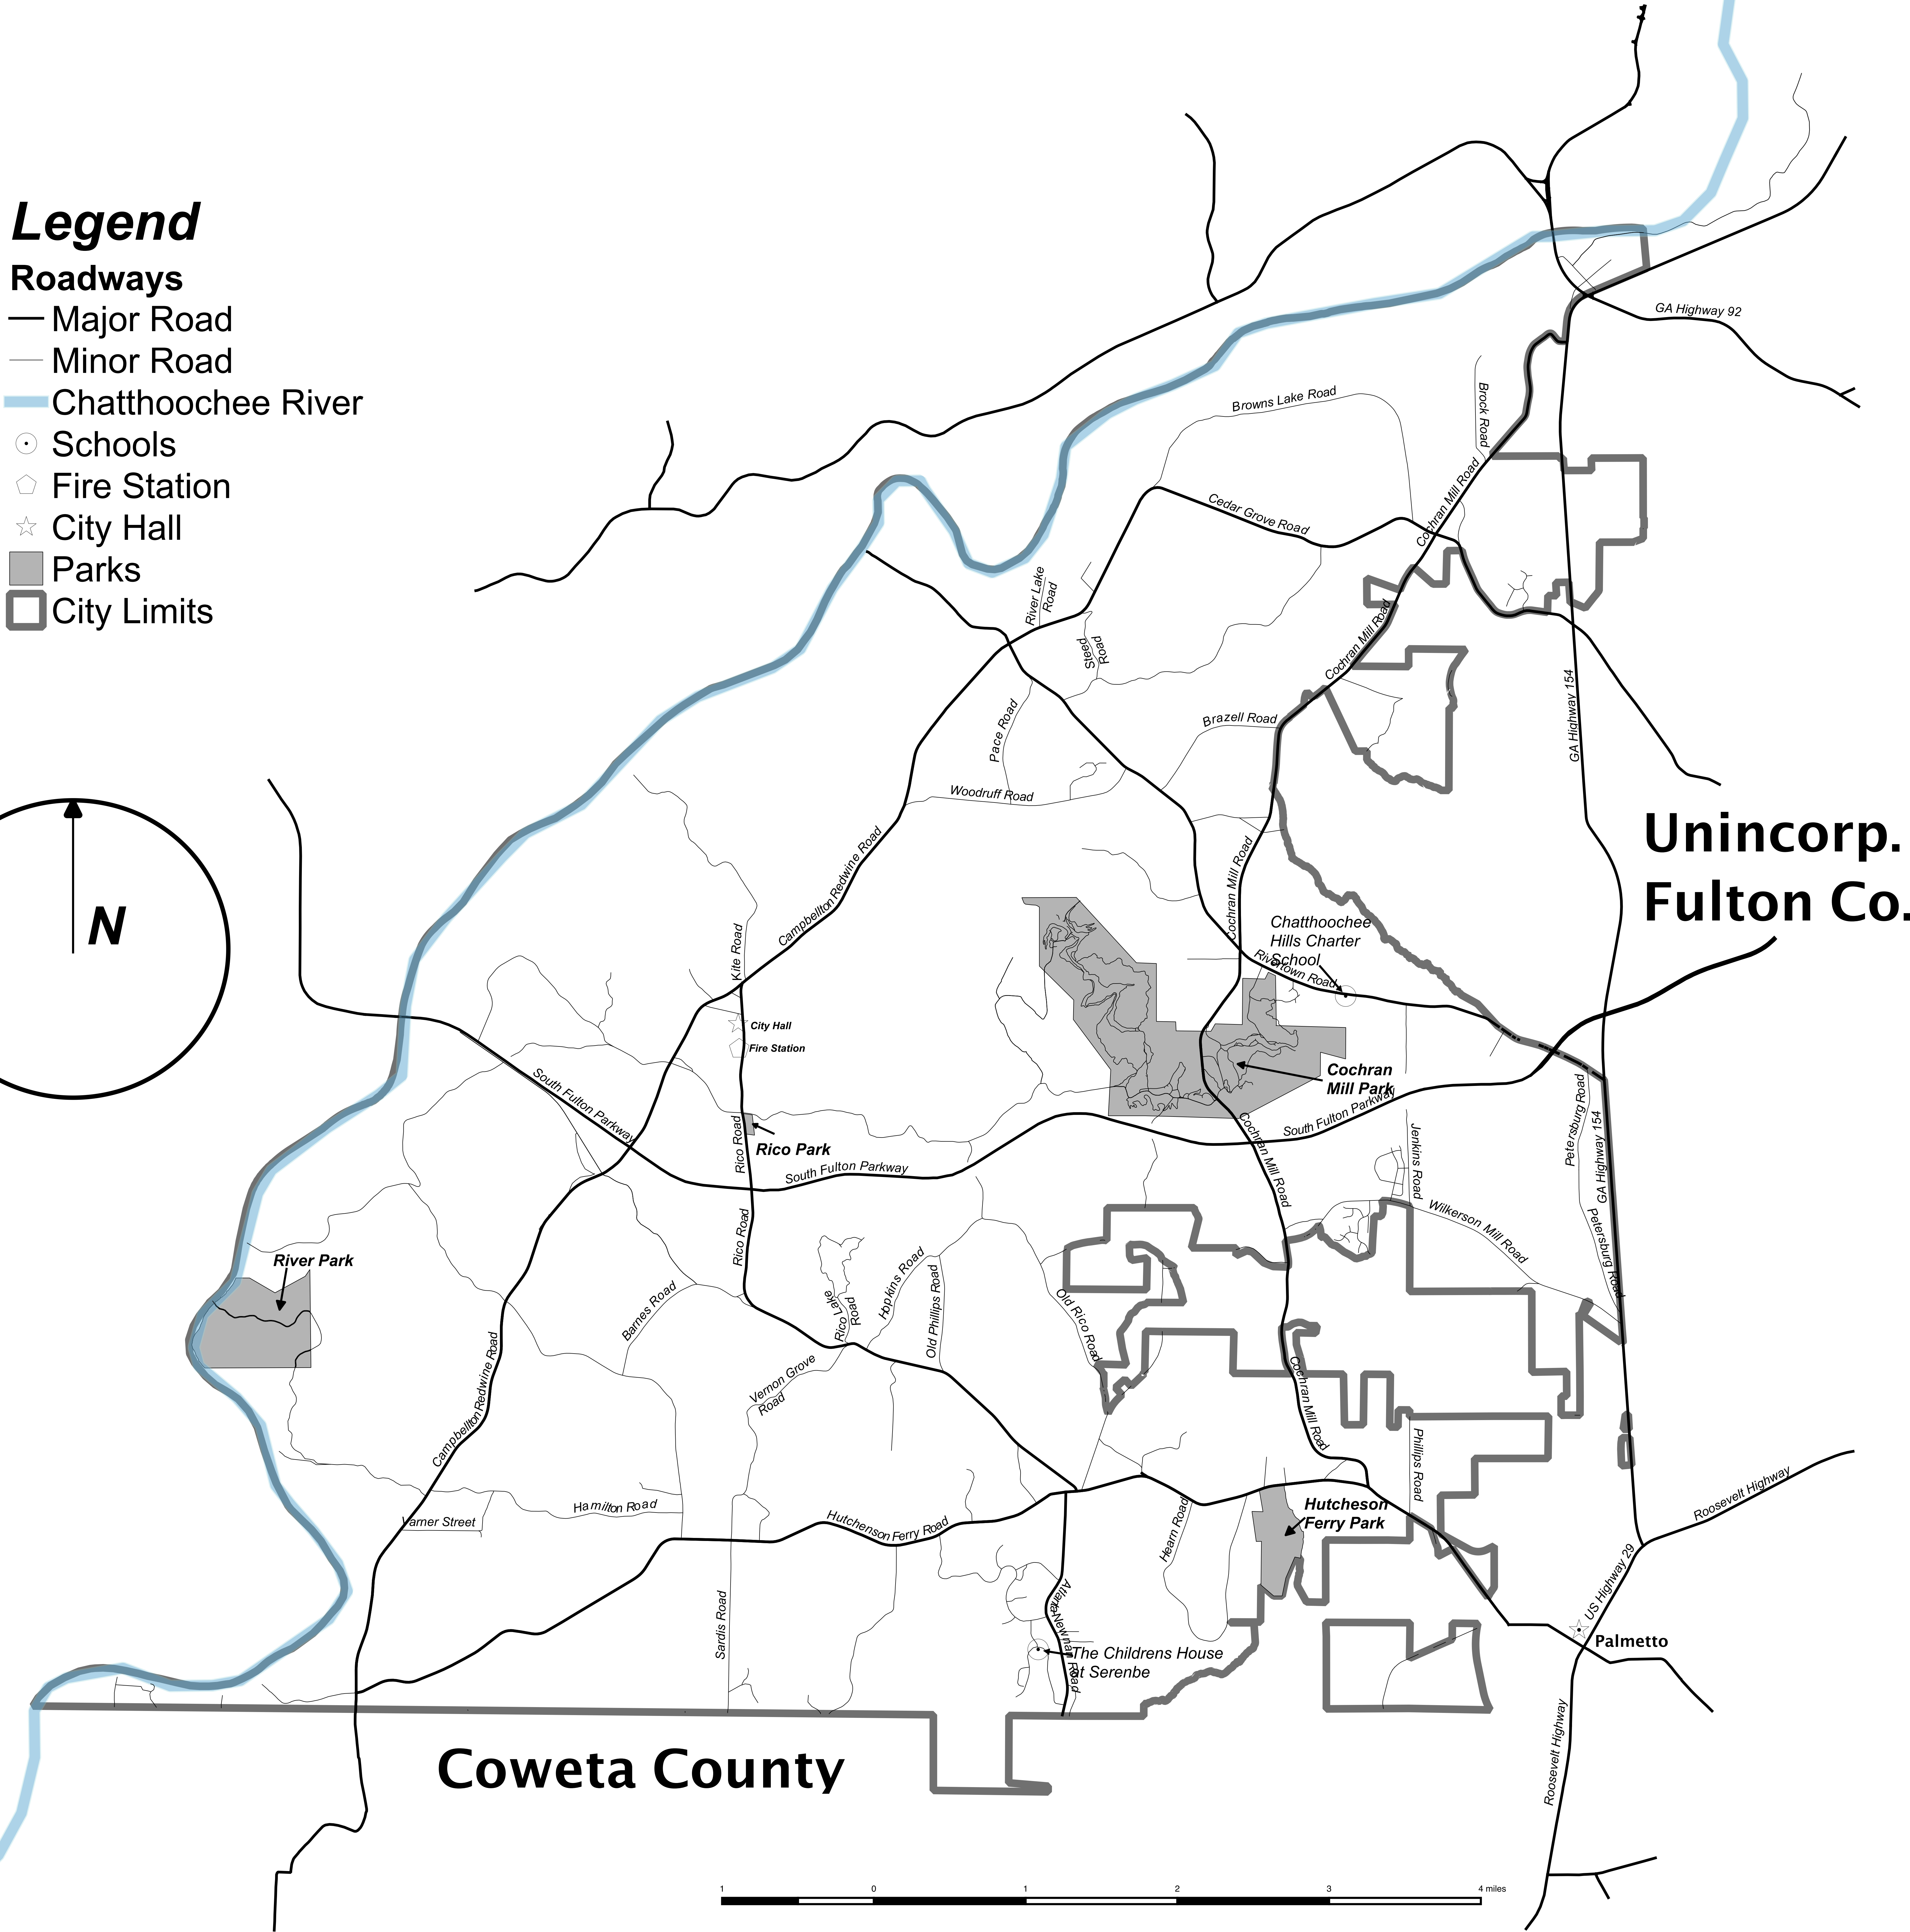 Legend
Roadways
Major Road
Minor Road
Chatthoochee River
Schools
Fire Station
City Hall
Parks
City Limits
N
GA Highway 92
Browns Lake Road
Brock Road
Cochran Mill Road
Cedar Grove Road
River Lake
Road
Steed
Road
Cochran Mill Road
GA Highway 154
Pace Road
Brazell Road
Woodruff Road
Unincorp.
Fulton Co.
Campbellton Redwine Road
Cochran Mill Road
Kite Road
Chatthoochee
Hills Charter
School
Rivertown Road
City Hall
Fire Station
Cochran
Mill Park
South Fulton Parkway
South Fulton Parkway
Rico Road
Rico Park
South Fulton Parkway
Cochran Mill Road
Jenkins Road
Petersburg Road
GA Highway 154
Petersburg Road
Wilkerson Mill Road
River Park
Rico Road
Barnes Road
Rico Lake
Road
Hopkins Road
Old Phillips Road
Old Rico Road
Vernon Grove
Road
Campbellton Redwine Road
Cochran Mill Road
Phillips Road
Hamilton Road
Varner Street
Hutchenson Ferry Road
Hearn Road
Hutcheson
Ferry Park
Roosevelt Highway
US Highway 29
Palmetto
Sardis Road
Atlanta Newnan Road
The Childrens House
at Serenbe
Roosevelt Highway
Coweta County
1 0 1 2 3 4 miles